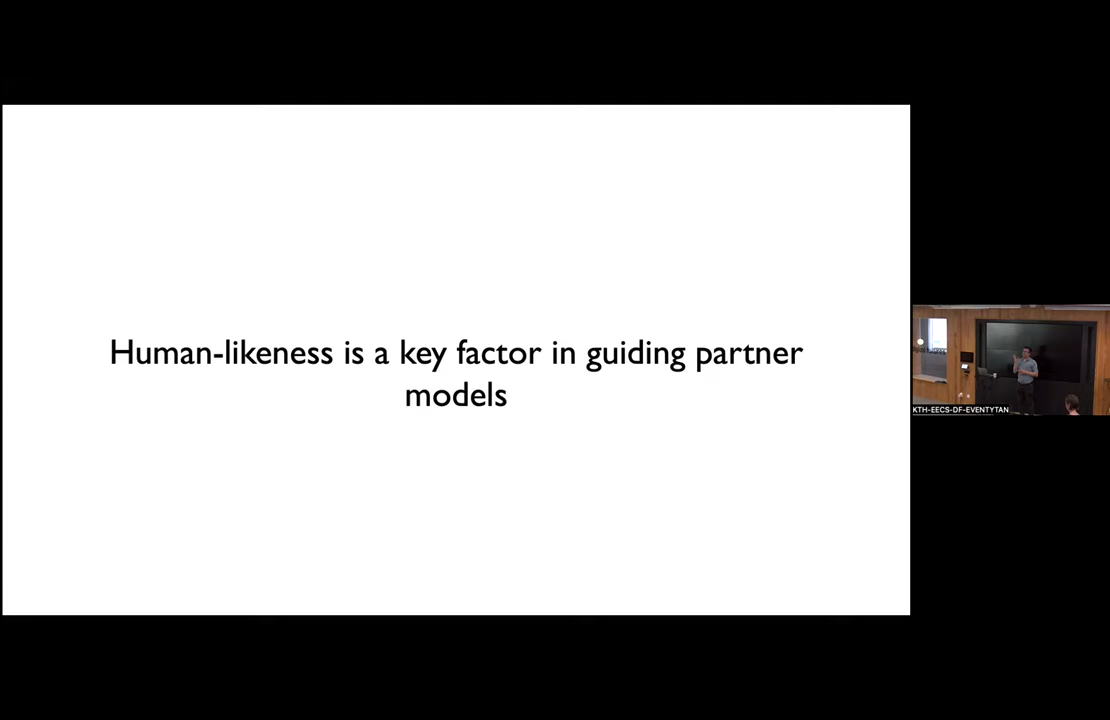 Human-likeness is a key factor in guiding partner
models
KTH-EECS-DF-EVENTYTAN